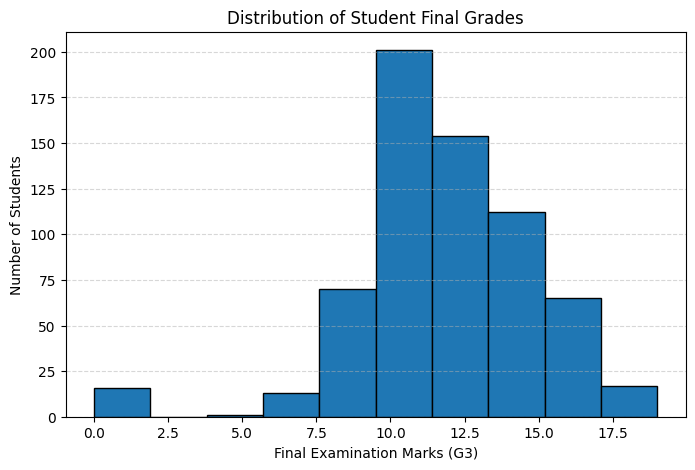 Distribution of Student Final Grades
Number of Students
200
175
150
125
100
75
50
25
0
0.0 2.5 5.0 7.5 10.0 12.5 15.0 17.5
Final Examination Marks (G3)